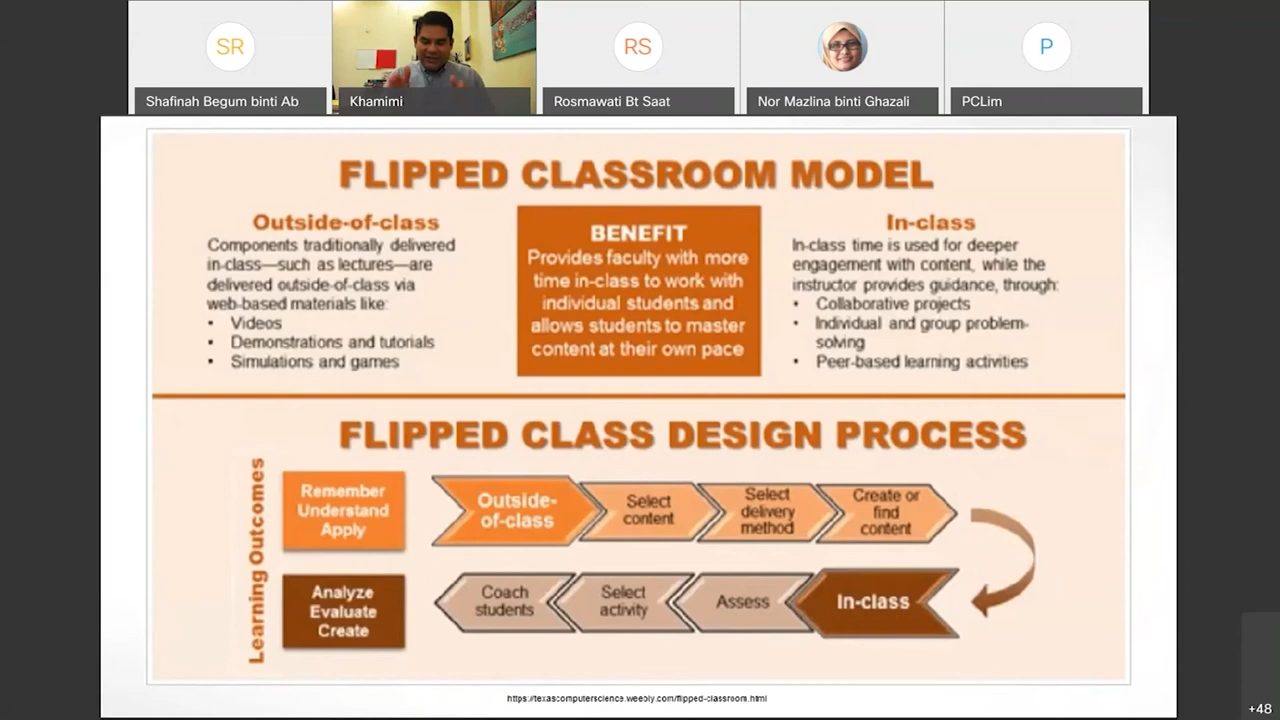 SR
RS
P
Shafinah Begum binti Ab
Khamimi
Rosmawati Bt Saat
Nor Mazlina binti Ghazali
PCLim
FLIPPED CLASSROOM MODEL
Outside-of-class
Components traditionally delivered
in-class—such as lectures—are
delivered outside-of-class via
web-based materials like:
• Videos
• Demonstrations and tutorials
• Simulations and games
BENEFIT
Provides faculty with more
time in-class to work with
individual students and
allows students to master
content at their own pace
In-class
In-class time is used for deeper
engagement with content, while the
instructor provides guidance, through:
• Collaborative projects
• Individual and group problem-
solving
• Peer-based learning activities
FLIPPED CLASS DESIGN PROCESS
Learning Outcomes
Remember
Understand
Apply
Outside-
of-class
Select
content
Select
delivery
method
Create or
find
content
Analyze
Evaluate
Create
Coach
students
Select
activity
Assess
In-class
https://texascomputerscience.weebly.com/flipped-classroom.html
+48